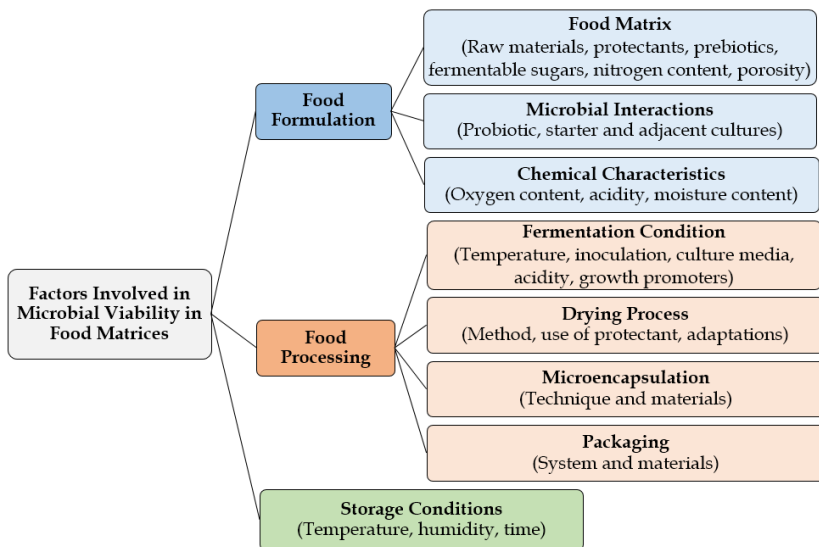 Factors Involved in
Microbial Viability in
Food Matrices
Food
Formulation
Food Matrix
(Raw materials, protectants, prebiotics,
fermentable sugars, nitrogen content, porosity)
Microbial Interactions
(Probiotic, starter and adjacent cultures)
Chemical Characteristics
(Oxygen content, acidity, moisture content)
Food
Processing
Fermentation Condition
(Temperature, inoculation, culture media,
acidity, growth promoters)
Drying Process
(Method, use of protectant, adaptations)
Microencapsulation
(Technique and materials)
Packaging
(System and materials)
Storage Conditions
(Temperature, humidity, time)